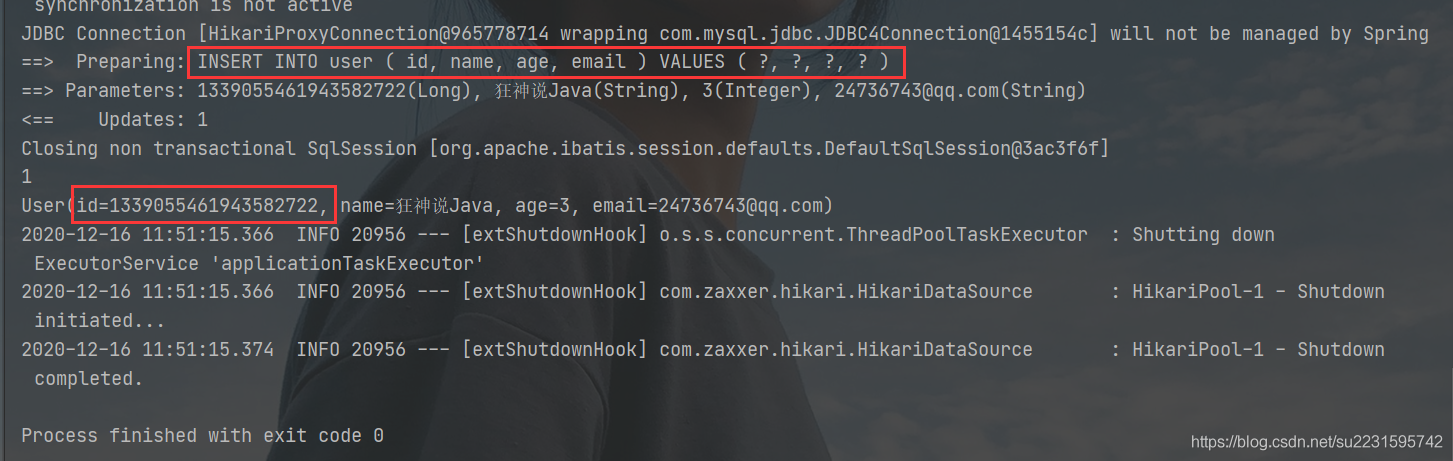 synchronization is not active
JDBC Connection [HikariProxyConnection@965778714 wrapping com.mysql.jdbc.JDBC4Connection@1455154c] will not be managed by Spring
==>  Preparing: INSERT INTO user ( id, name, age, email ) VALUES ( ?, ?, ?, ? )
==> Parameters: 1339055461943582722(Long), 狂神说Java(String), 3(Integer), 24736743@qq.com(String)
<==    Updates: 1
Closing non transactional SqlSession [org.apache.ibatis.session.defaults.DefaultSqlSession@3ac3f6f]
1
User(id=1339055461943582722, name=狂神说Java, age=3, email=24736743@qq.com)
2020-12-16 11:51:15.366  INFO 20956 --- [extShutdownHook] o.s.s.concurrent.ThreadPoolTaskExecutor  : Shutting down
ExecutorService 'applicationTaskExecutor'
2020-12-16 11:51:15.366  INFO 20956 --- [extShutdownHook] com.zaxxer.hikari.HikariDataSource       : HikariPool-1 - Shutdown
initiated...
2020-12-16 11:51:15.374  INFO 20956 --- [extShutdownHook] com.zaxxer.hikari.HikariDataSource       : HikariPool-1 - Shutdown
completed.
Process finished with exit code 0
https://blog.csdn.net/su2231595742